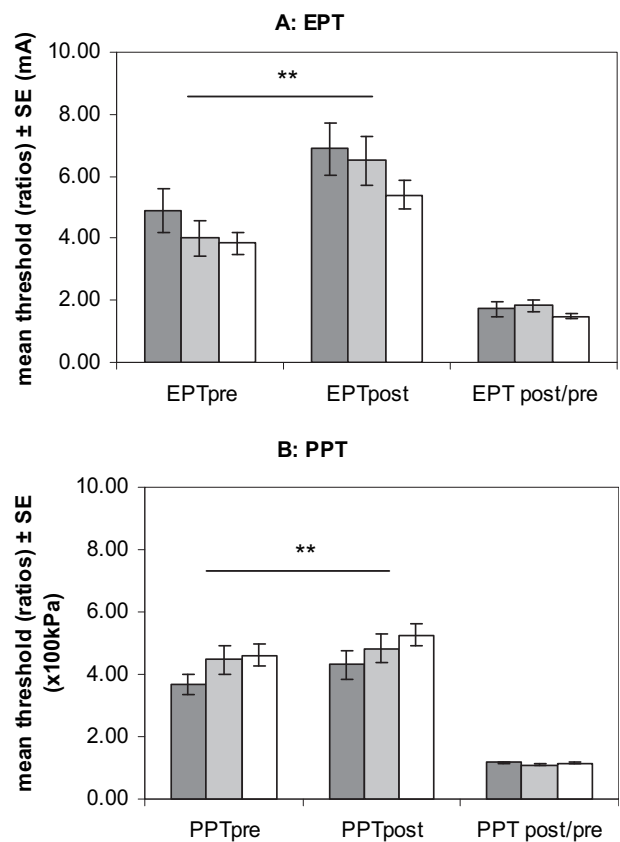 A: EPT
mean threshold (ratios) ± SE (mA)
10.00
8.00
6.00
4.00
2.00
0.00
**
EPTpre EPTpost EPT post/pre
B: PPT
mean threshold (ratios) ± SE
(x100kPa)
10.00
8.00
6.00
4.00
2.00
0.00
**
PPTpre PPTpost PPT post/pre